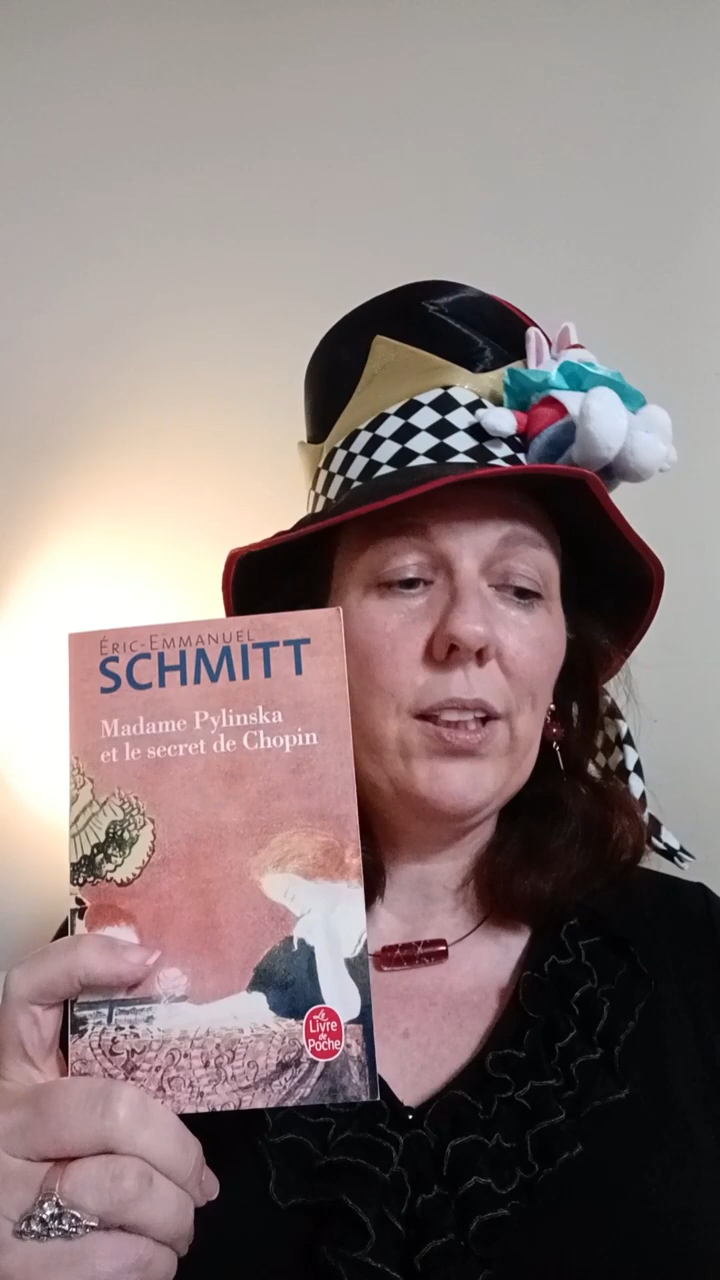 ÉRIC-EMMANUEL
SCHMITT
Madame Pylinska
et le secret de Chopin
Le
Livre
de
Poche